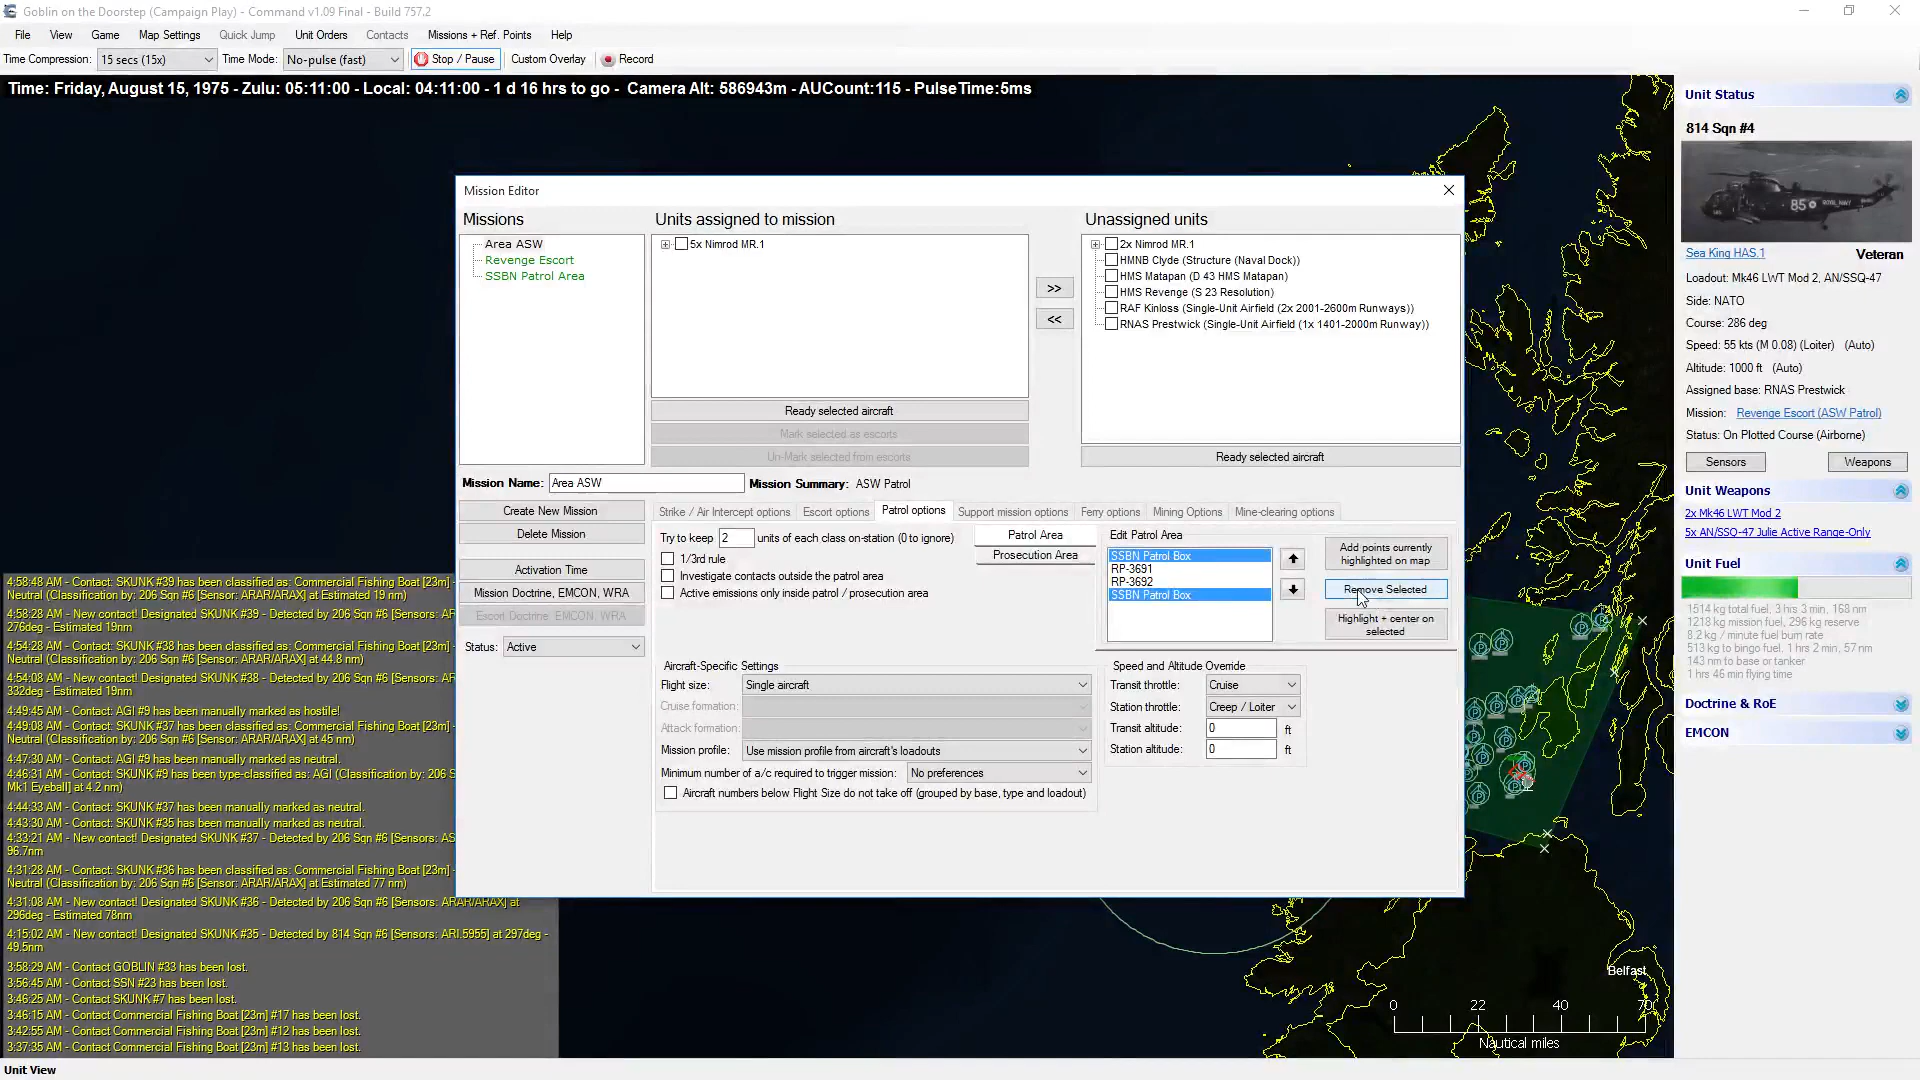 Goblin on the Doorstep (Campaign Play) - Command v1.09 Final - Build 757.2
File View Game Map Settings Quick Jump Unit Orders Contacts Missions + Ref. Points Help
Time Compression: 15 secs (15x) Time Mode: No-pulse (fast) Stop / Pause Custom Overlay Record
Time: Friday, August 15, 1975 - Zulu: 05:11:00 - Local: 04:11:00 - 1 d 16 hrs to go - Camera Alt: 586943m - AUCount:115 - PulseTime:5ms
Mission Editor
Missions
Area ASW
Revenge Escort
SSBN Patrol Area
Units assigned to mission
5x Nimrod MR.1
Ready selected aircraft
Mark selected as escorts
Un-Mark selected from escorts
>>
<<
Unassigned units
2x Nimrod MR.1
HMNB Clyde (Structure (Naval Dock))
HMS Matapan (D 43 HMS Matapan)
HMS Revenge (S 23 Resolution)
RAF Kinloss (Single-Unit Airfield (2x 2001-2600m Runways))
RNAS Prestwick (Single-Unit Airfield (1x 1401-2000m Runway))
Ready selected aircraft
Mission Name: Area ASW Mission Summary: ASW Patrol
Create New Mission
Delete Mission
Activation Time
Mission Doctrine, EMCON, WRA
Escort Doctrine, EMCON, WRA
Status: Active
Strike / Air Intercept options Escort options Patrol options Support mission options Ferry options Mining Options Mine-clearing options
Try to keep 2 units of each class on-station (0 to ignore)
1/3rd rule
Investigate contacts outside the patrol area
Active emissions only inside patrol / prosecution area
Patrol Area
Prosecution Area
Edit Patrol Area
SSBN Patrol Box
RP-3691
RP-3692
SSBN Patrol Box
Add points currently
highlighted on map
Remove Selected
Highlight + center on
selected
Aircraft-Specific Settings
Flight size: Single aircraft
Cruise formation:
Attack formation:
Mission profile: Use mission profile from aircraft's loadouts
Minimum number of a/c required to trigger mission: No preferences
Aircraft numbers below Flight Size do not take off (grouped by base, type and loadout)
Speed and Altitude Override
Transit throttle: Cruise
Station throttle: Creep / Loiter
Transit altitude: 0 ft
Station altitude: 0 ft
4:58:48 AM - Contact: SKUNK #39 has been classified as: Commercial Fishing Boat [23m] -
Neutral (Classification by: 206 Sqn #6 [Sensor: ARAR/ARAX] at Estimated 19 nm)
4:58:28 AM - New contact! Designated SKUNK #39 - Detected by 206 Sqn #6
276deg - Estimated 19nm
4:54:28 AM - Contact: SKUNK #38 has been classified as: Commercial Fishing Boat [23m] -
Neutral (Classification by: 206 Sqn #6 [Sensor: ARAR/ARAX] at 44.8 nm)
4:54:08 AM - New contact! Designated SKUNK #38 - Detected by 206 Sqn #6
332deg - Estimated 19nm
4:49:45 AM - AGI #9 has been manually marked as hostile!
4:49:08 AM - Contact: SKUNK #37 has been classified as: Commercial Fishing Boat [23m] -
Neutral (Classification by: 206 Sqn #6 [Sensor: ARAR/ARAX] at 45 nm)
4:47:30 AM - Contact: AGI #9 has been manually marked as neutral.
4:46:31 AM - Contact: SKUNK #9 has been type-classified as: AGI (Classification by: 206 S
Mk1 Eyeball] at 4.2 nm)
4:44:33 AM - Contact: SKUNK #37 has been manually marked as neutral.
4:43:30 AM - Contact: SKUNK #35 has been manually marked as neutral.
4:33:21 AM - New contact! Designated SKUNK #37 - Detected by 206 Sqn #6 [Sensors: AS
96.7nm
4:31:28 AM - Contact: SKUNK #36 has been classified as: Commercial Fishing Boat [23m] -
Neutral (Classification by: 206 Sqn #6 [Sensor: ARAR/ARAX] at Estimated 77 nm)
4:31:08 AM - New contact! Designated SKUNK #36 - Detected by 206 Sqn #6 [Sensors: ARAR/ARAX] at
296deg - Estimated 78nm
4:15:02 AM - New contact! Designated SKUNK #35 - Detected by 814 Sqn #6 [Sensors: ARI.5955] at 297deg -
49.5nm
3:58:29 AM - Contact GOBLIN #33 has been lost.
3:56:45 AM - Contact SSN #23 has been lost.
3:46:25 AM - Contact SKUNK #7 has been lost.
3:46:15 AM - Contact Commercial Fishing Boat [23m] #17 has been lost.
3:42:55 AM - Contact Commercial Fishing Boat [23m] #12 has been lost.
3:37:35 AM - Contact Commercial Fishing Boat [23m] #13 has been lost.
Belfast
0 22 40 70
Nautical miles
Unit Status
814 Sqn #4
85 ROYAL NAVY
Sea King HAS.1 Veteran
Loadout: Mk46 LWT Mod 2, AN/SSQ-47
Side: NATO
Course: 286 deg
Speed: 55 kts (M 0.08) (Loiter) (Auto)
Altitude: 1000 ft (Auto)
Assigned base: RNAS Prestwick
Mission: Revenge Escort (ASW Patrol)
Status: On Plotted Course (Airborne)
Sensors Weapons
Unit Weapons
2x Mk46 LWT Mod 2
5x AN/SSQ-47 Julie Active Range-Only
Unit Fuel
1514 kg total fuel, 3 hrs 3 min, 168 nm
1218 kg mission fuel, 296 kg reserve
8.2 kg / minute fuel burn rate
513 kg to bingo fuel, 1 hrs 2 min, 57 nm
143 nm to base or tanker
1 hrs 46 min flying time
Doctrine & RoE
EMCON
Unit View